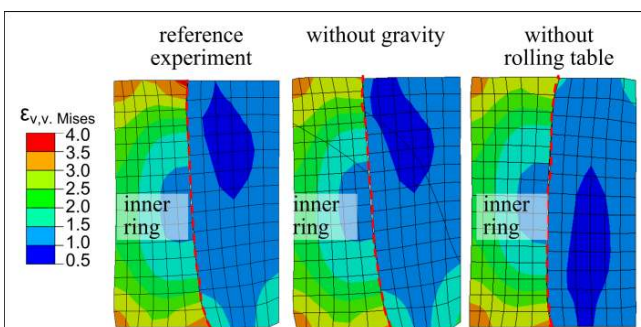 reference
experiment
without gravity
without
rolling table
εv,v. Mises
4.0
3.5
3.0
2.5
2.0
1.5
1.0
0.5
inner
ring
inner
ring
inner
ring